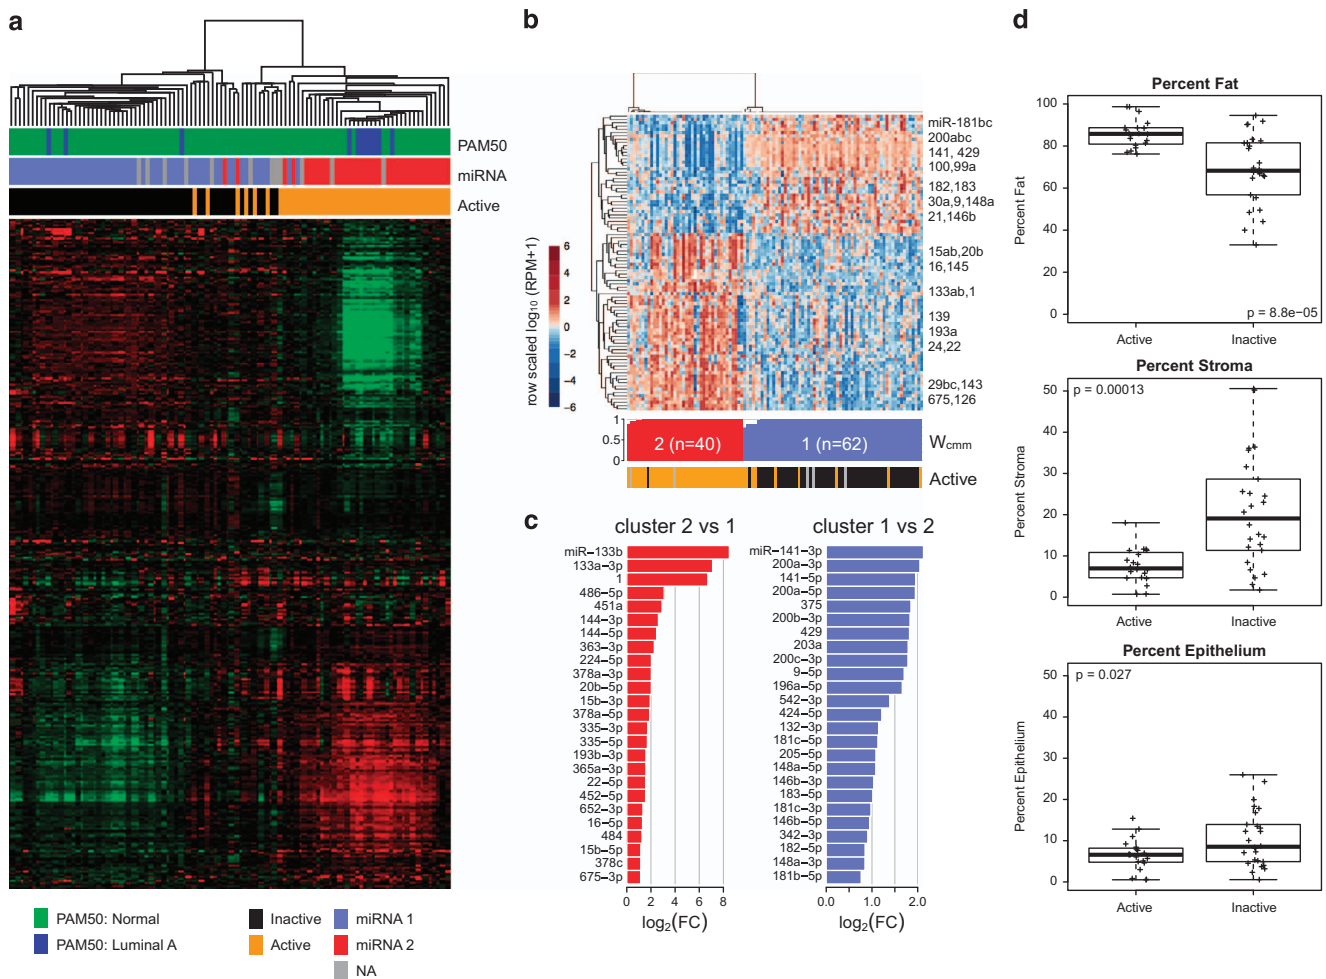 a
PAM50
miRNA
Active
PAM50: Normal
PAM50: Luminal A
Inactive
Active
miRNA 1
miRNA 2
NA
b
row scaled log10 (RPM+1)
6
4
2
0
−2
−4
−6
miR-181bc
200abc
141, 429
100,99a
182,183
30a,9,148a
21,146b
15ab,20b
16,145
133ab,1
139
193a
24,22
29bc,143
675,126
1
0.5
0
2 (n=40)
1 (n=62)
Wcmm
Active
c
cluster 2 vs 1
miR−133b
133a−3p
1
486−5p
451a
144−3p
144−5p
363−3p
224−5p
378a−3p
20b−5p
15b−3p
378a−5p
335−3p
335−5p
193b−3p
365a−3p
22−5p
452−5p
652−3p
16−5p
484
15b−5p
378c
675−3p
0 2 4 6 8
log2(FC)
cluster 1 vs 2
miR−141−3p
200a−3p
141−5p
200a−5p
375
200b−3p
429
203a
200c−3p
9−5p
196a−5p
542−3p
424−5p
132−3p
181c−5p
205−5p
148a−5p
146b−3p
183−5p
181c−3p
146b−5p
342−3p
182−5p
148a−3p
181b−5p
0.0 1.0 2.0
log2(FC)
d
Percent Fat
Percent Fat
100
80
60
40
20
0
p = 8.8e−05
Active Inactive
Percent Stroma
Percent Stroma
50
40
30
20
10
0
p = 0.00013
Active Inactive
Percent Epithelium
Percent Epithelium
50
40
30
20
10
0
p = 0.027
Active Inactive